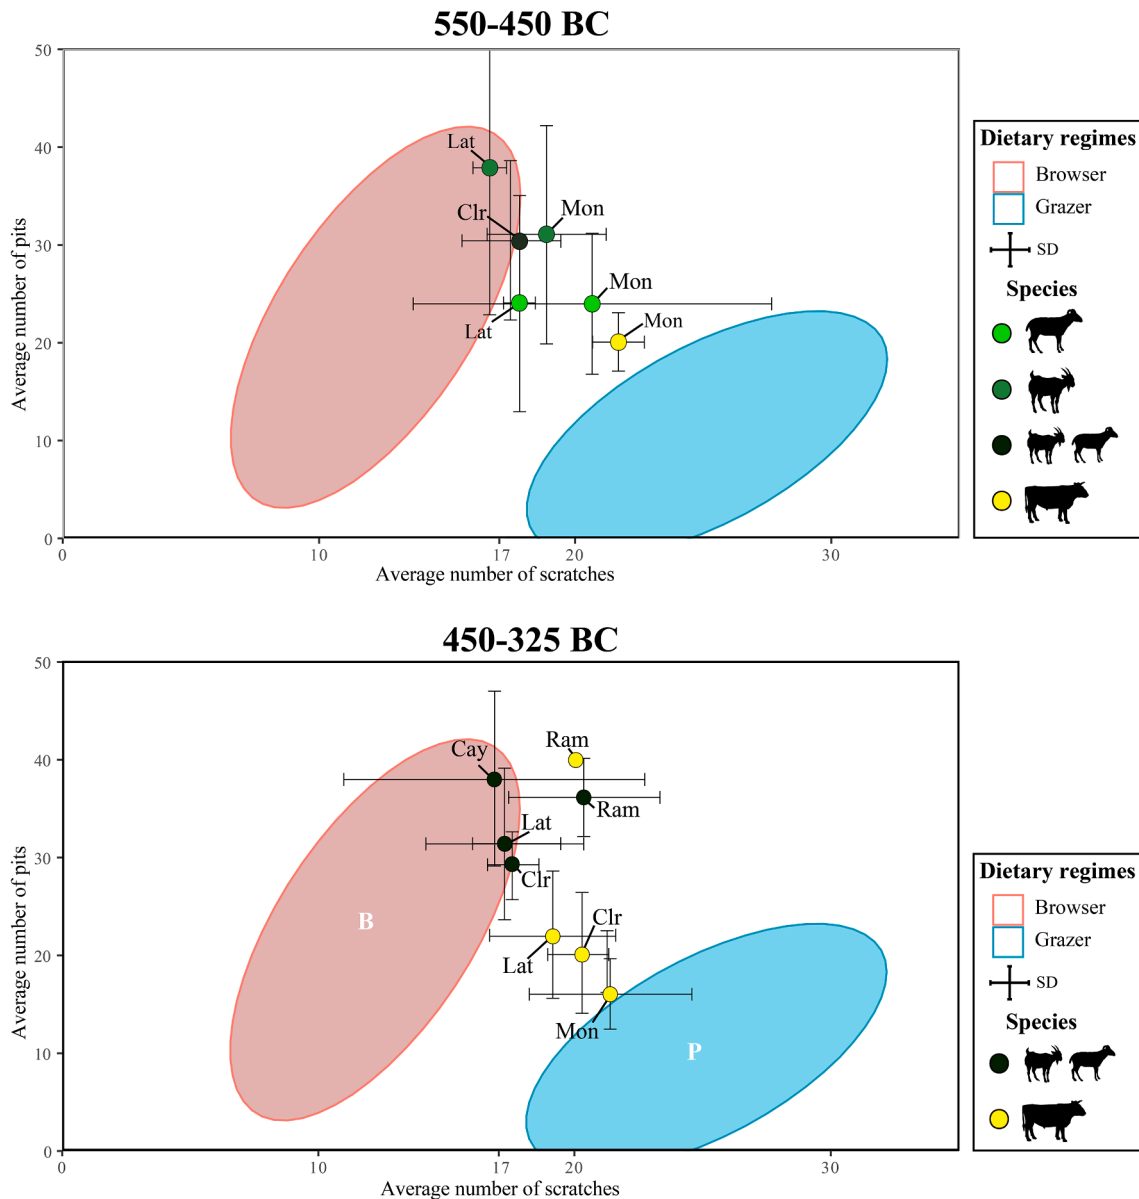 550-450 BC
50
40
30
20
10
0
Average number of pits
Lat
Clr
Mon
Mon
Lat
Mon
0
10
17
20
30
Average number of scratches
Dietary regimes
Browser
Grazer
SD
Species
450-325 BC
50
40
30
20
10
0
Average number of pits
Ram
Cay
Ram
Lat
Clr
B
Clr
Lat
Mon
P
0
10
17
20
30
Average number of scratches
Dietary regimes
Browser
Grazer
SD
Species